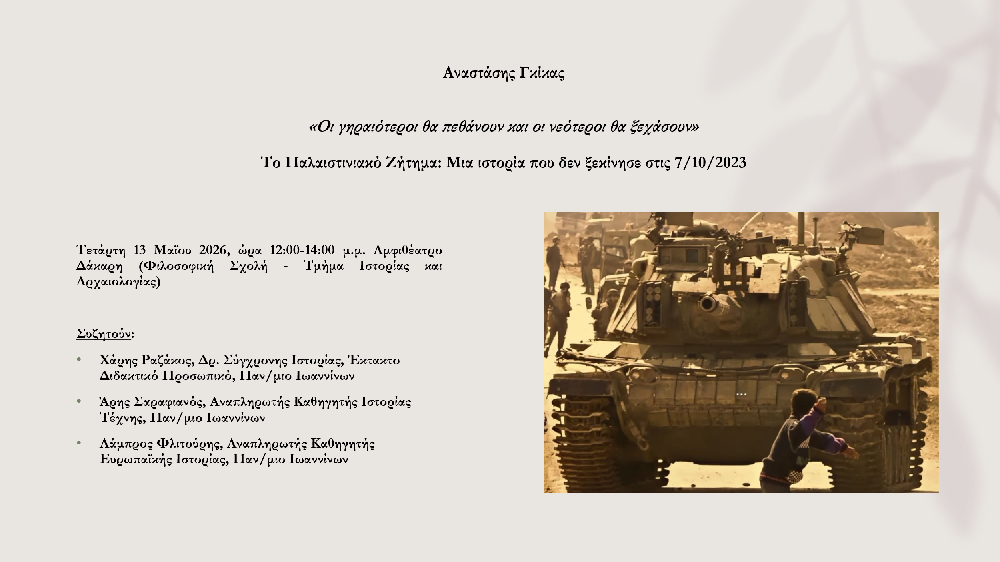 Αναστάσης Γκίκας
«Οι γηραιότεροι θα πεθάνουν και οι νεότεροι θα ξεχάσουν»
Το Παλαιστινιακό Ζήτημα: Μια ιστορία που δεν ξεκίνησε στις 7/10/2023
Τετάρτη 13 Μαϊου 2026, ώρα 12:00-14:00 μ.μ. Αμφιθέατρο
Δάκαρη (Φιλοσοφική Σχολή - Τμήμα Ιστορίας και
Αρχαιολογίας)
Συζητούν:
• Χάρης Ραζάκος, Δρ. Σύγχρονης Ιστορίας, Έκτακτο
Διδακτικό Προσωπικό, Παν/μιο Ιωαννίνων
• Άρης Σαραφιανός, Αναπληρωτής Καθηγητής Ιστορίας
Τέχνης, Παν/μιο Ιωαννίνων
• Λάμπρος Φλιτούρης, Αναπληρωτής Καθηγητής
Ευρωπαϊκής Ιστορίας, Παν/μιο Ιωαννίνων